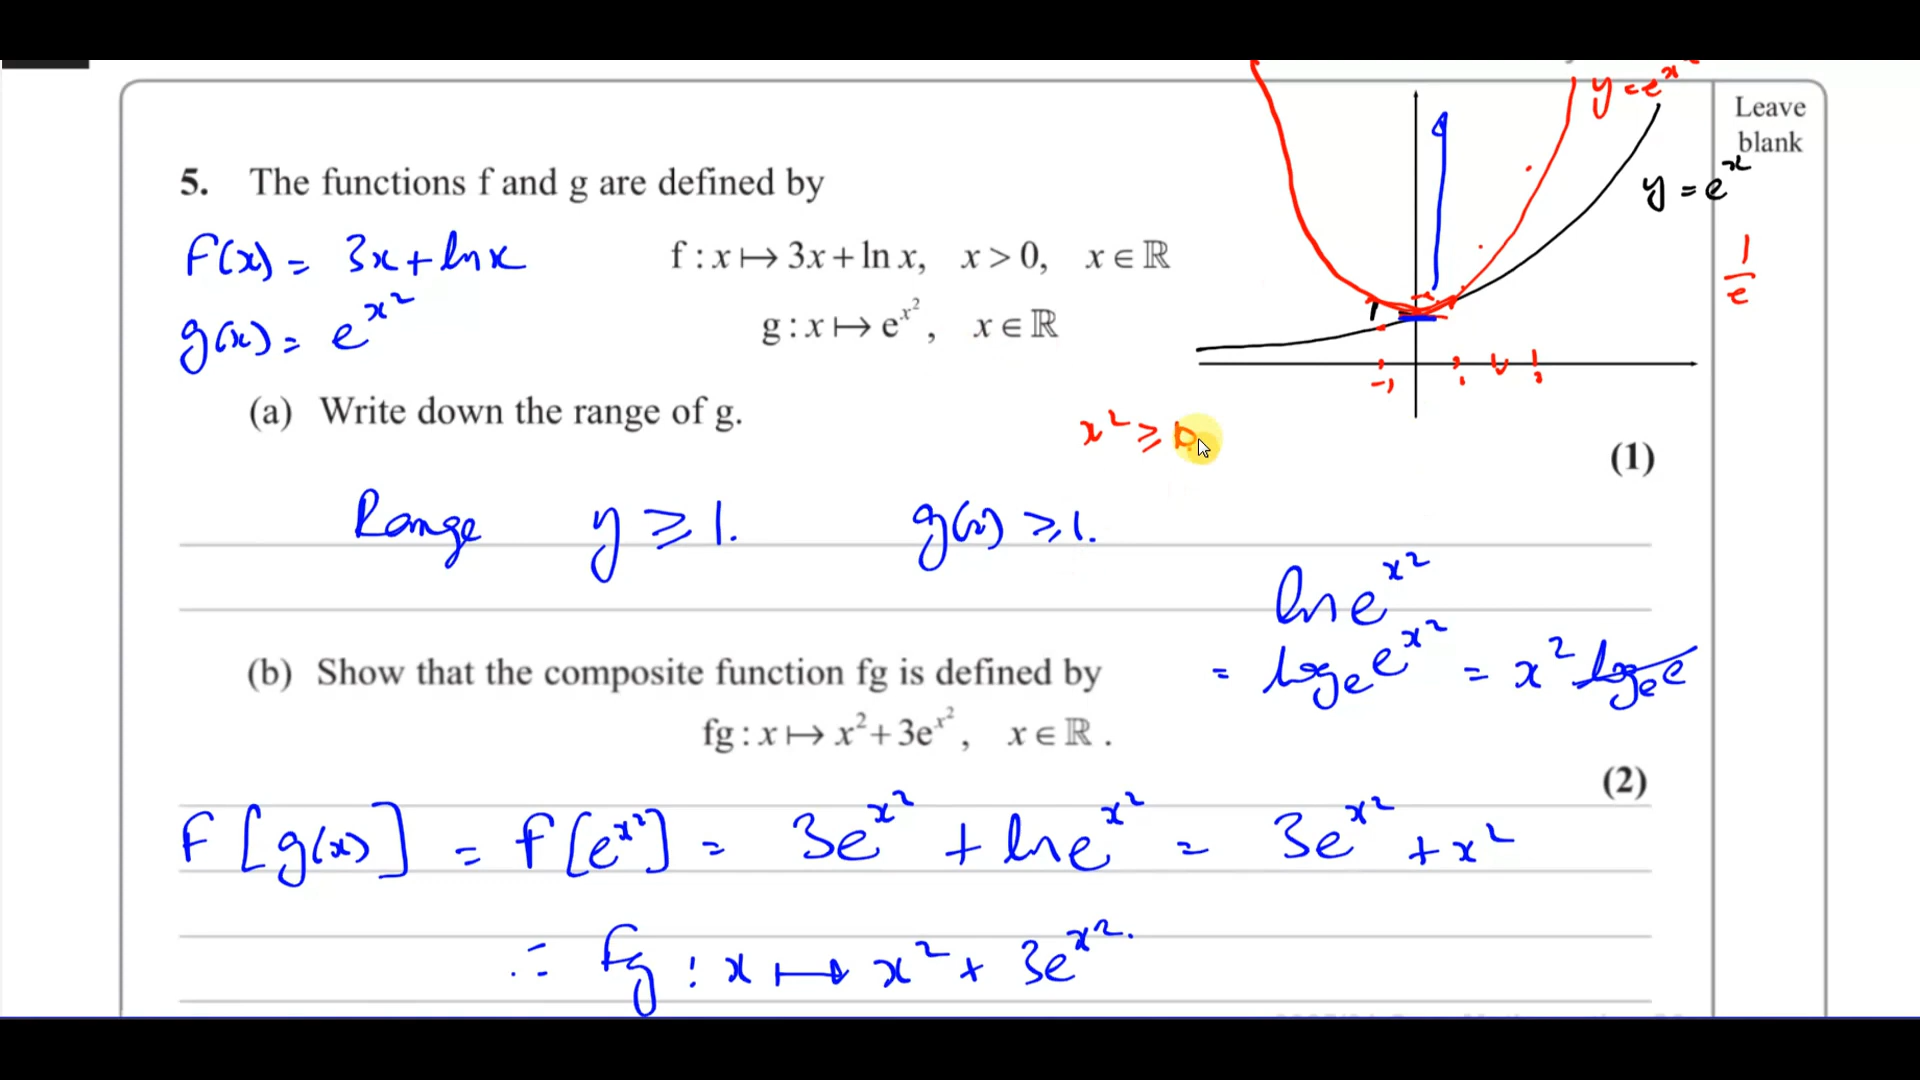 y = e^x²
Leave
blank
5. The functions f and g are defined by
y = e^x
f(x) = 3x + ln x
f : x ↦ 3x + ln x, x > 0, x ∈ ℝ
1/e
g(x) = e^x²
g : x ↦ e^x², x ∈ ℝ
1
-1
(a) Write down the range of g.
x² ≥ 0
(1)
Range y ≥ 1. g(x) ≥ 1.
ln e^x²
= log_e e^x² = x² log_e e
(b) Show that the composite function fg is defined by
fg : x ↦ x² + 3e^x², x ∈ ℝ .
(2)
f[g(x)] = f[e^x²] = 3e^x² + ln e^x² = 3e^x² + x²
∴ fg : x ↦ x² + 3e^x².